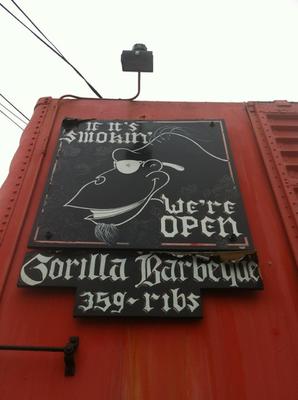 If It's
Smokin'
We're
Open
Gorilla Barbeque
359-ribs